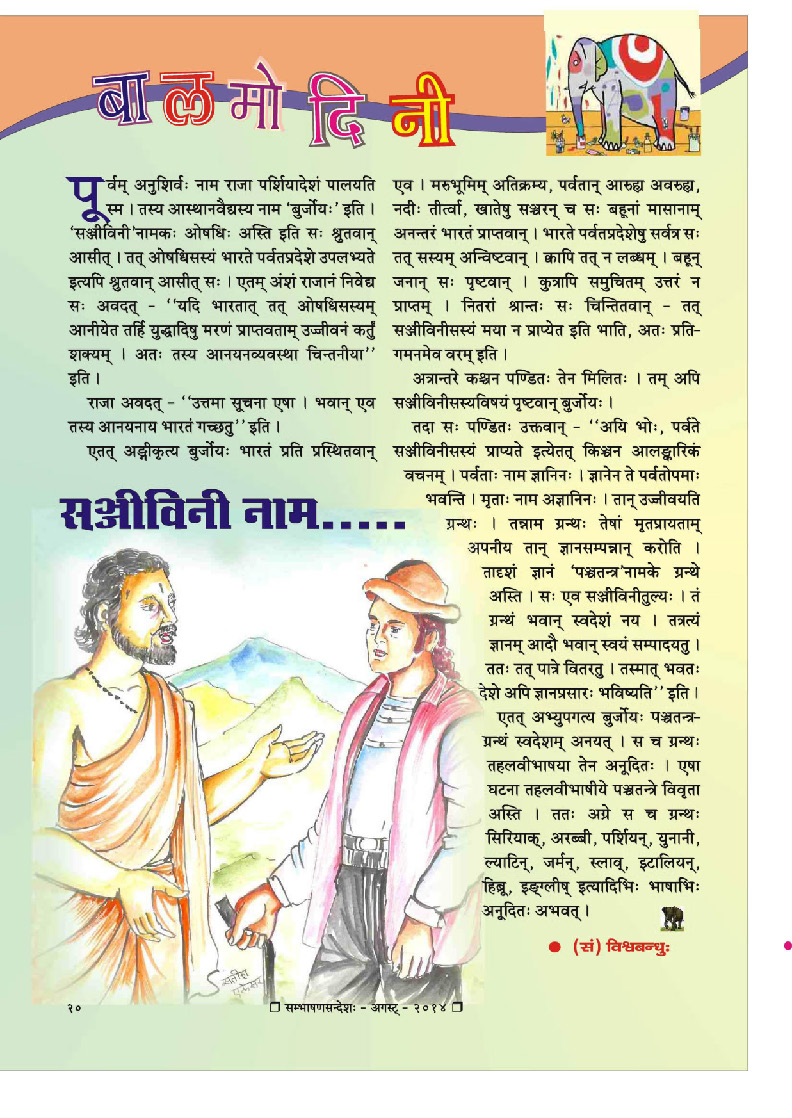 बालमोदिनी
पूर्वम् अनुशिर्वः नाम राजा पर्शियादेशं पालयति
स्म । तस्य आस्थानवैद्यस्य नाम ‘बुर्जोयः’ इति ।
‘सञ्जीविनी’नामकः ओषधिः अस्ति इति सः श्रुतवान्
आसीत् । तत् ओषधिसस्यं भारते पर्वतप्रदेशे उपलभ्यते
इत्यपि श्रुतवान् आसीत् सः । एतम् अंशं राजानं निवेद्य
सः अवदत् – ‘‘यदि भारतात् तत् ओषधिसस्यम्
आनीयेत तर्हि युद्धादिषु मरणं प्राप्तवताम् उज्जीवनं कर्तुं
शक्यम् । अतः तस्य आनयनव्यवस्था चिन्तनीया’’
इति ।
राजा अवदत् – ‘‘उत्तमा सूचना एषा । भवान् एव
तस्य आनयनाय भारतं गच्छतु’’ इति ।
एतत् अङ्गीकृत्य बुर्जोयः भारतं प्रति प्रस्थितवान्
एव । मरुभूमिम् अतिक्रम्य, पर्वतान् आरुह्य अवरुह्य,
नदीः तीर्त्वा, खातेषु सञ्चरन् च सः बहूनां मासानाम्
अनन्तरं भारतं प्राप्तवान् । भारते पर्वतप्रदेशेषु सर्वत्र सः
तत् सस्यम् अन्विष्टवान् । क्वापि तत् न लब्धम् । बहून्
जनान् सः पृष्टवान् । कुत्रापि समुचितम् उत्तरं न
प्राप्तम् । नितरां श्रान्तः सः चिन्तितवान् – तत्
सञ्जीविनीसस्यं मया न प्राप्येत इति भाति, अतः प्रति-
गमनमेव वरम् इति ।
अत्रान्तरे कश्चन पण्डितः तेन मिलितः । तम् अपि
सञ्जीविनीसस्यविषयं पृष्टवान् बुर्जोयः ।
तदा सः पण्डितः उक्तवान् – ‘‘अयि भोः, पर्वते
सञ्जीविनीसस्यं प्राप्यते इत्येतत् किञ्चन आलङ्कारिकं
वचनम् । पर्वताः नाम ज्ञानिनः । ज्ञानेन ते पर्वतोपमाः
भवन्ति । मृताः नाम अज्ञानिनः । तान् उज्जीवयति
ग्रन्थः । तन्नाम ग्रन्थः तेषां मृतप्रायताम्
अपनीय तान् ज्ञानसम्पन्नान् करोति ।
तादृशं ज्ञानं ‘पञ्चतन्त्र’नामके ग्रन्थे
अस्ति । सः एव सञ्जीविनीतुल्यः । तं
ग्रन्थं भवान् स्वदेशं नय । तत्रत्यं
ज्ञानम् आदौ भवान् स्वयं सम्पादयतु ।
ततः तत् पात्रे वितरतु । तस्मात् भवतः
देशे अपि ज्ञानप्रसारः भविष्यति’’ इति ।
एतत् अभ्युपगत्य बुर्जोयः पञ्चतन्त्र-
ग्रन्थं स्वदेशम् अनयत् । स च ग्रन्थः
तहलवीभाषया तेन अनूदितः । एषा
घटना तहलवीभाषीये पञ्चतन्त्रे विवृता
अस्ति । ततः अग्रे स च ग्रन्थः
सिरियाक्, अरब्बी, पर्शियन्, युनानी,
ल्याटिन्, जर्मन्, स्लाव्, इटालियन्,
हिब्रू, इङ्ग्लीष् इत्यादिभिः भाषाभिः
अनूदितः अभवत् ।
● (सं) विश्वबन्धुः
सञ्जीविनी नाम.....
१०
❒ सम्भाषणसन्देशः – अगस्ट् – २०१४ ❒